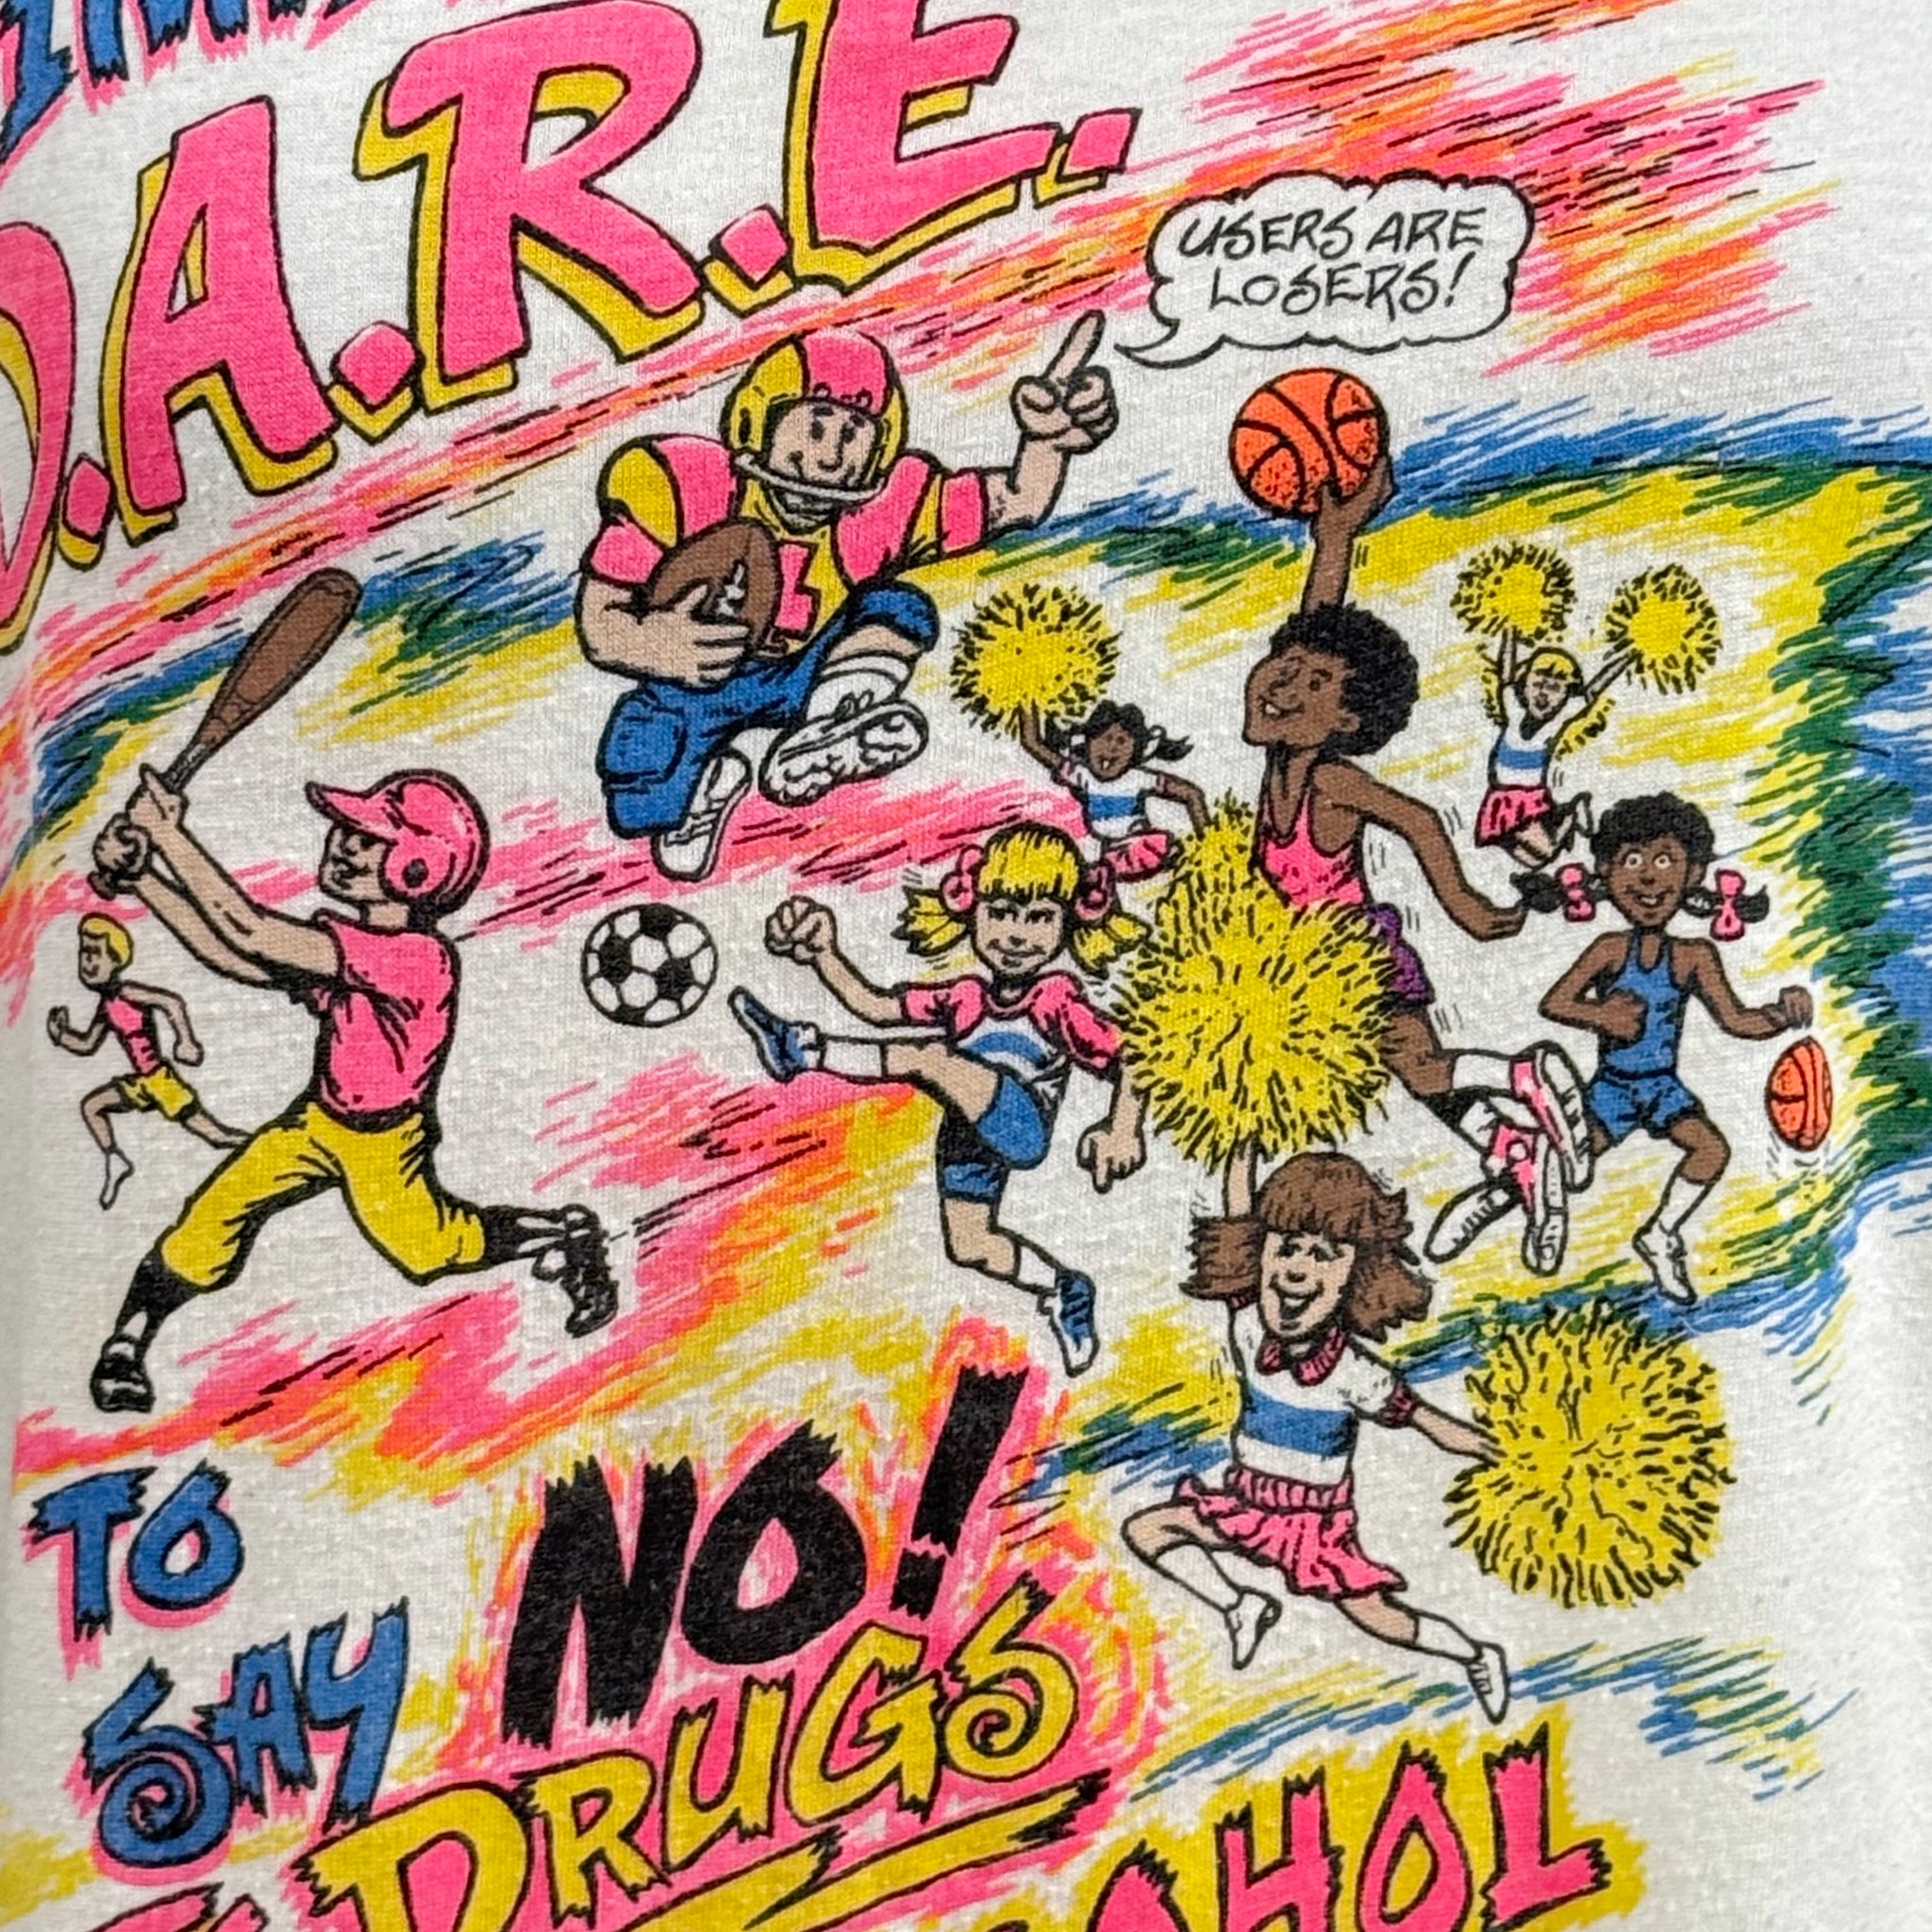 D.A.R.E.
USERS ARE
LOSERS!
TO
SAY
NO!
DRUGS